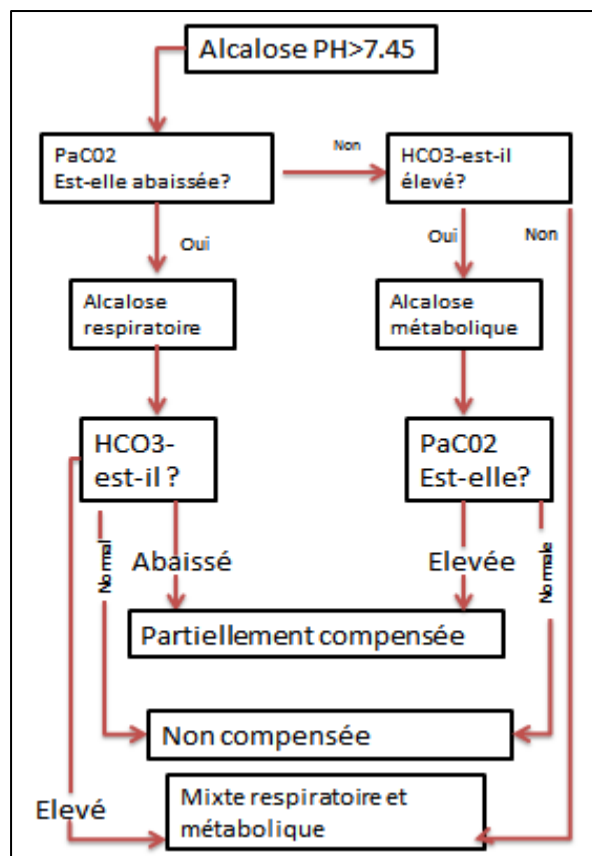 Alcalose PH>7.45
PaC02
Est-elle abaissée?
Non
HCO3-est-il
élevé?
Oui
Oui
Non
Alcalose
respiratoire
Alcalose
métabolique
HCO3-
est-il ?
PaC02
Est-elle?
Normal
Abaissé
Elevée
Normale
Partiellement compensée
Non compensée
Elevé
Mixte respiratoire et
métabolique